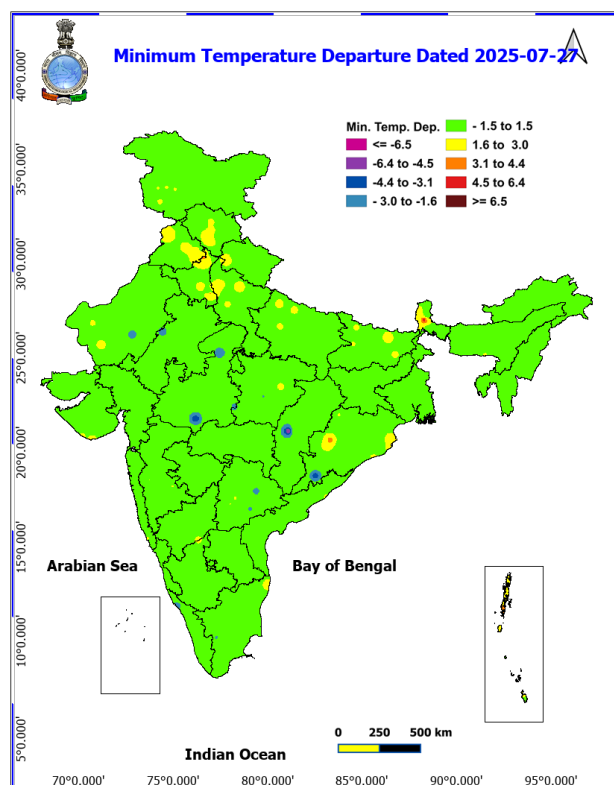 Minimum Temperature Departure Dated 2025-07-27
Min. Temp. Dep.
<= -6.5
-6.4 to -4.5
-4.4 to -3.1
- 3.0 to -1.6
- 1.5 to 1.5
1.6 to 3.0
3.1 to 4.4
4.5 to 6.4
>= 6.5
40°0.000'
35°0.000'
30°0.000'
25°0.000'
20°0.000'
15°0.000'
10°0.000'
5°0.000'
Arabian Sea
Bay of Bengal
Indian Ocean
0 250 500 km
70°0.000' 75°0.000' 80°0.000' 85°0.000' 90°0.000' 95°0.000'